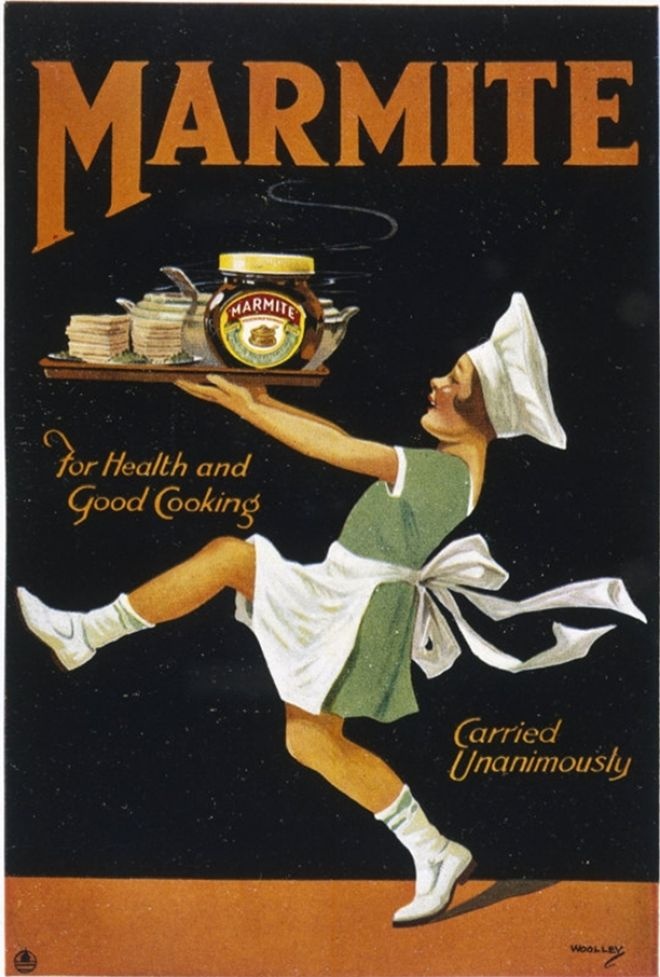 MARMITE
MARMITE
For Health and
Good Cooking
Carried
Unanimously
WOOLLEY